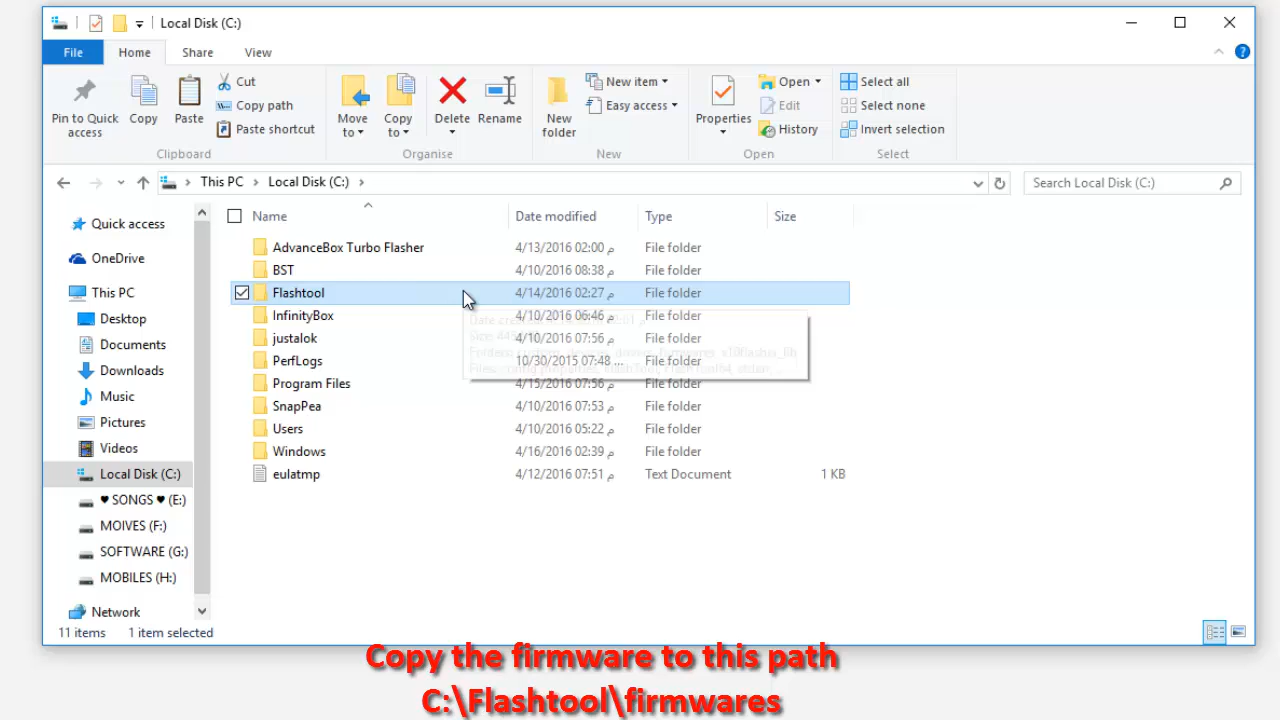 Local Disk (C:)
File Home Share View
Pin to Quick access
Copy
Paste
Cut
Copy path
Paste shortcut
Clipboard
Move to
Copy to
Delete
Rename
Organise
New folder
New item
Easy access
New
Properties
Open
Edit
History
Open
Select all
Select none
Invert selection
Select
This PC > Local Disk (C:) >
Search Local Disk (C:)
Quick access
OneDrive
This PC
Desktop
Documents
Downloads
Music
Pictures
Videos
Local Disk (C:)
♥ SONGS ♥ (E:)
MOIVES (F:)
SOFTWARE (G:)
MOBILES (H:)
Network
Name Date modified Type Size
AdvanceBox Turbo Flasher 4/13/2016 02:00 م File folder
BST 4/10/2016 08:38 م File folder
Flashtool 4/14/2016 02:27 م File folder
InfinityBox 4/10/2016 06:46 م File folder
justalok 4/10/2016 07:56 م File folder
PerfLogs 10/30/2015 07:48 ... File folder
Program Files 4/15/2016 07:56 م File folder
SnapPea 4/10/2016 07:53 م File folder
Users 4/10/2016 05:22 م File folder
Windows 4/16/2016 02:39 م File folder
eulatmp 4/12/2016 07:51 م Text Document 1 KB
11 items 1 item selected
Copy the firmware to this path
C:\Flashtool\firmwares